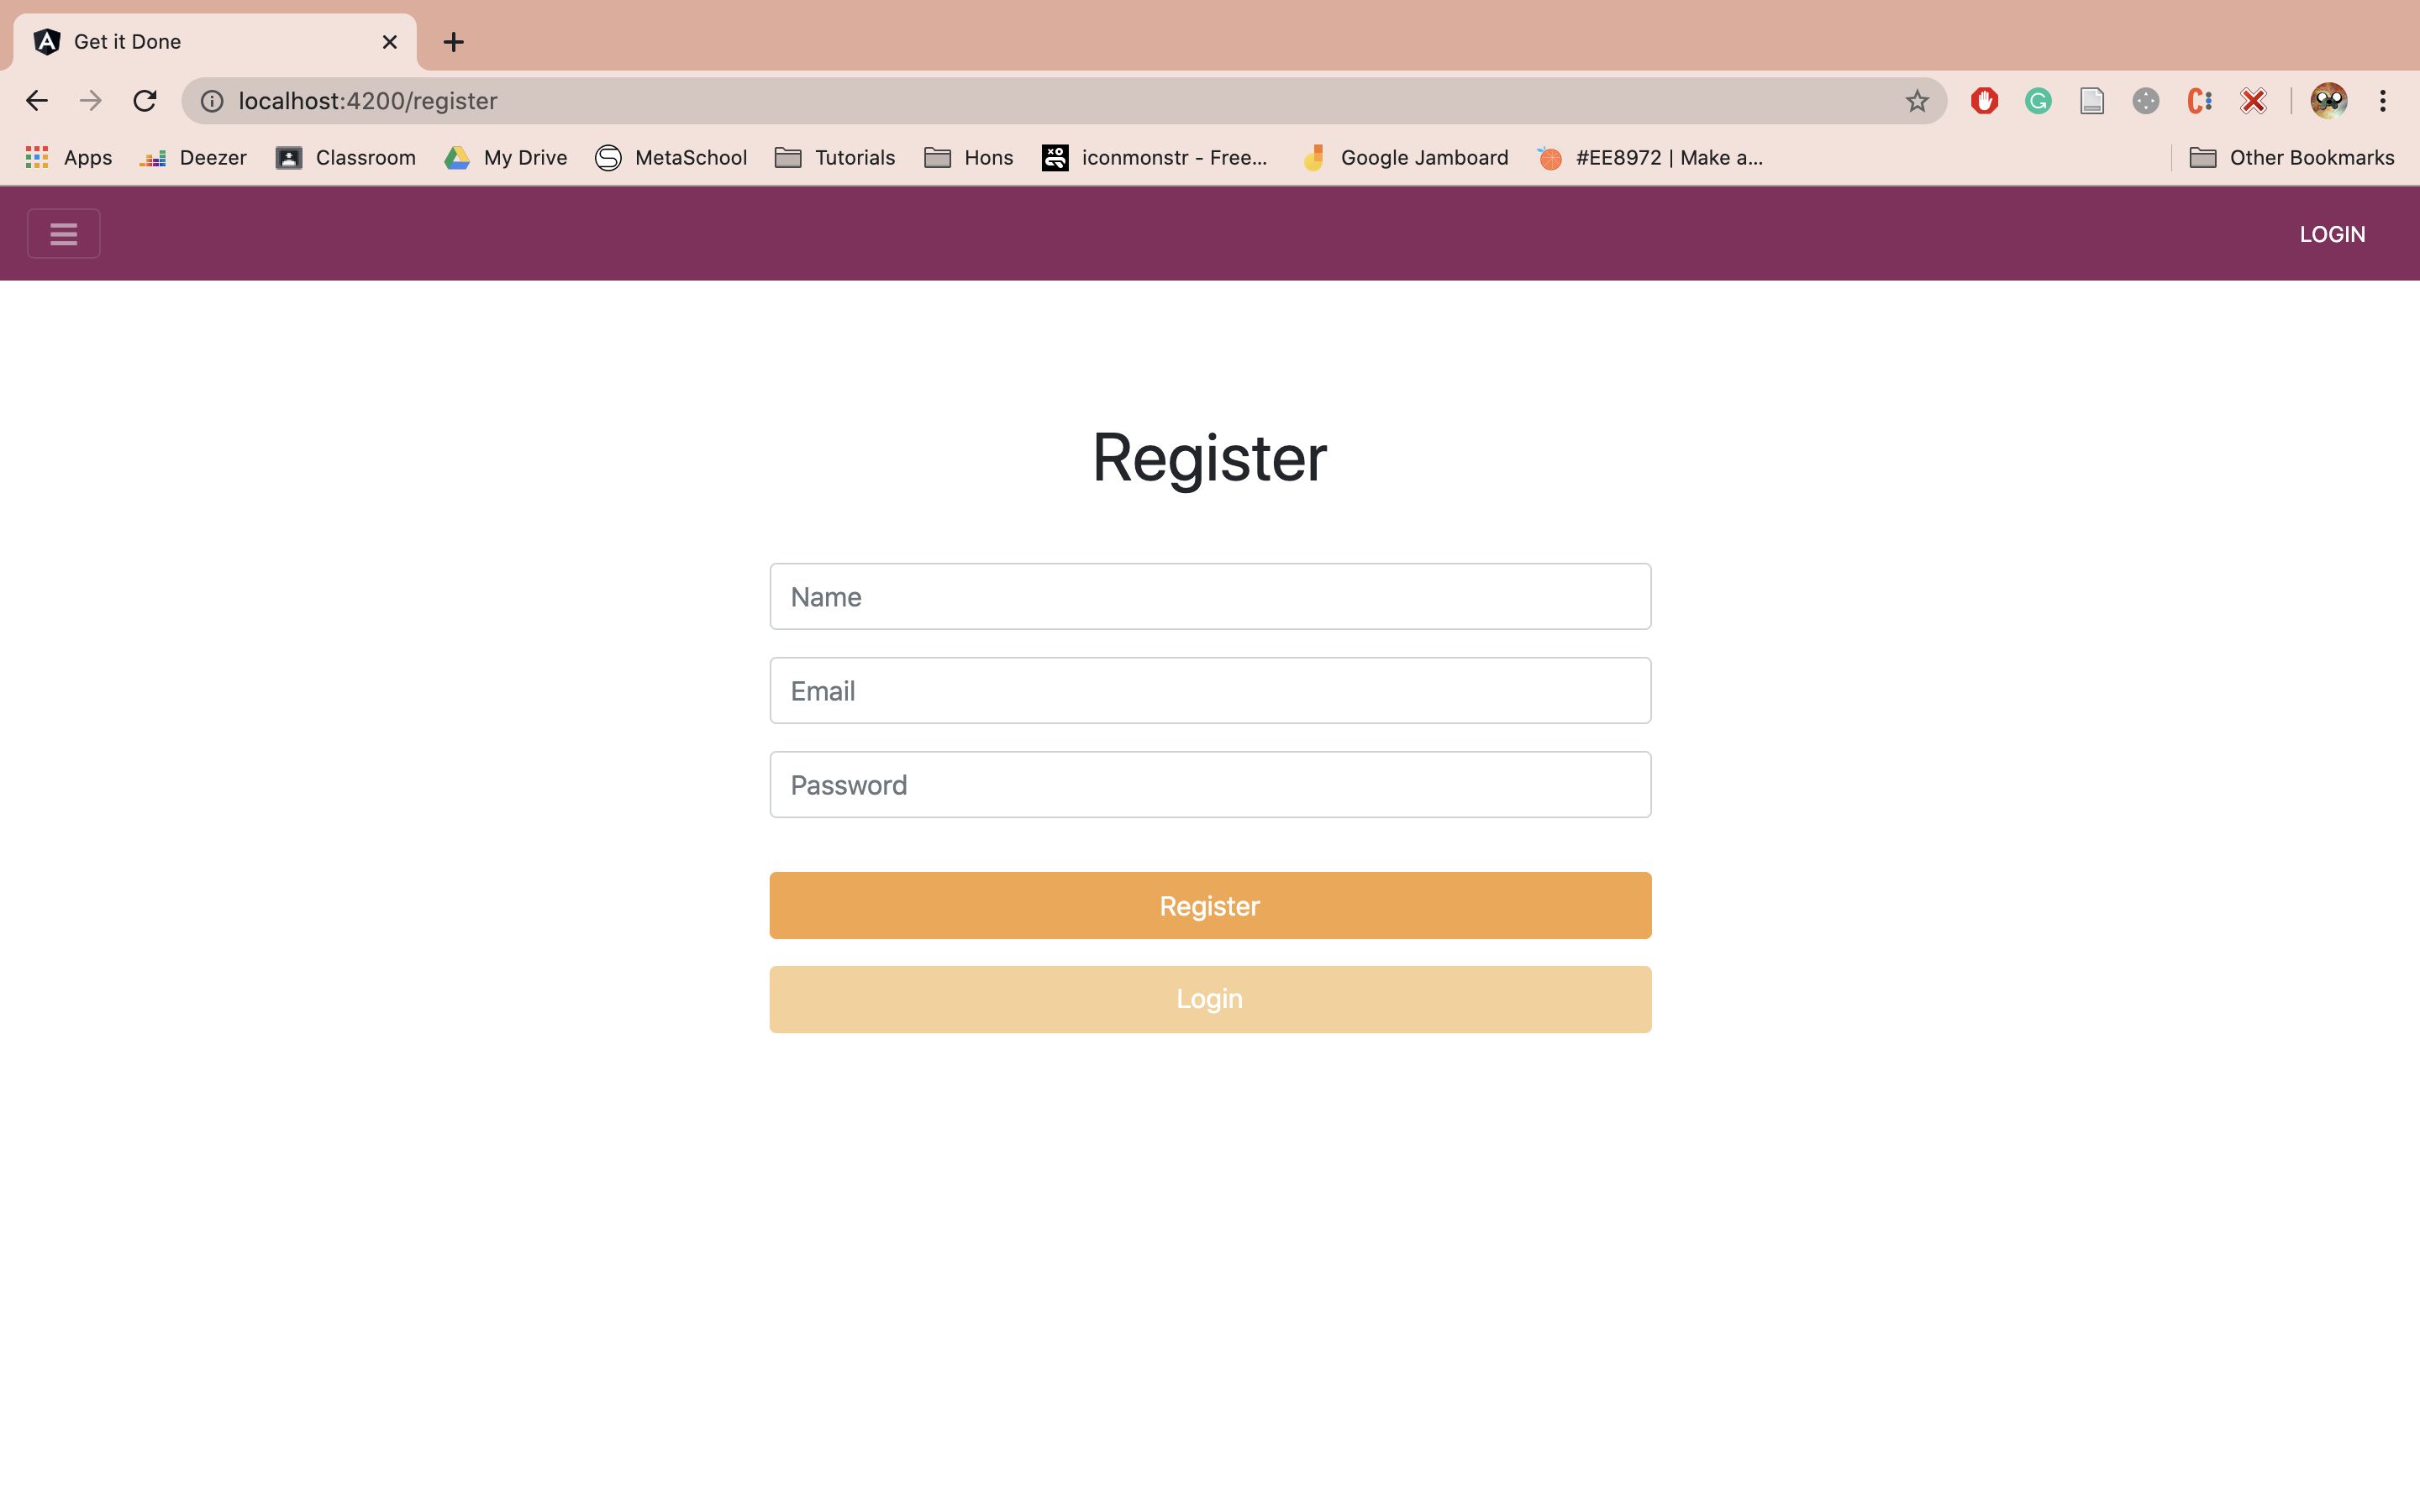 Get it Done
localhost:4200/register
Apps Deezer Classroom My Drive MetaSchool Tutorials Hons iconmonstr - Free... Google Jamboard #EE8972 | Make a... Other Bookmarks
LOGIN
Register
Name
Email
Password
Register
Login